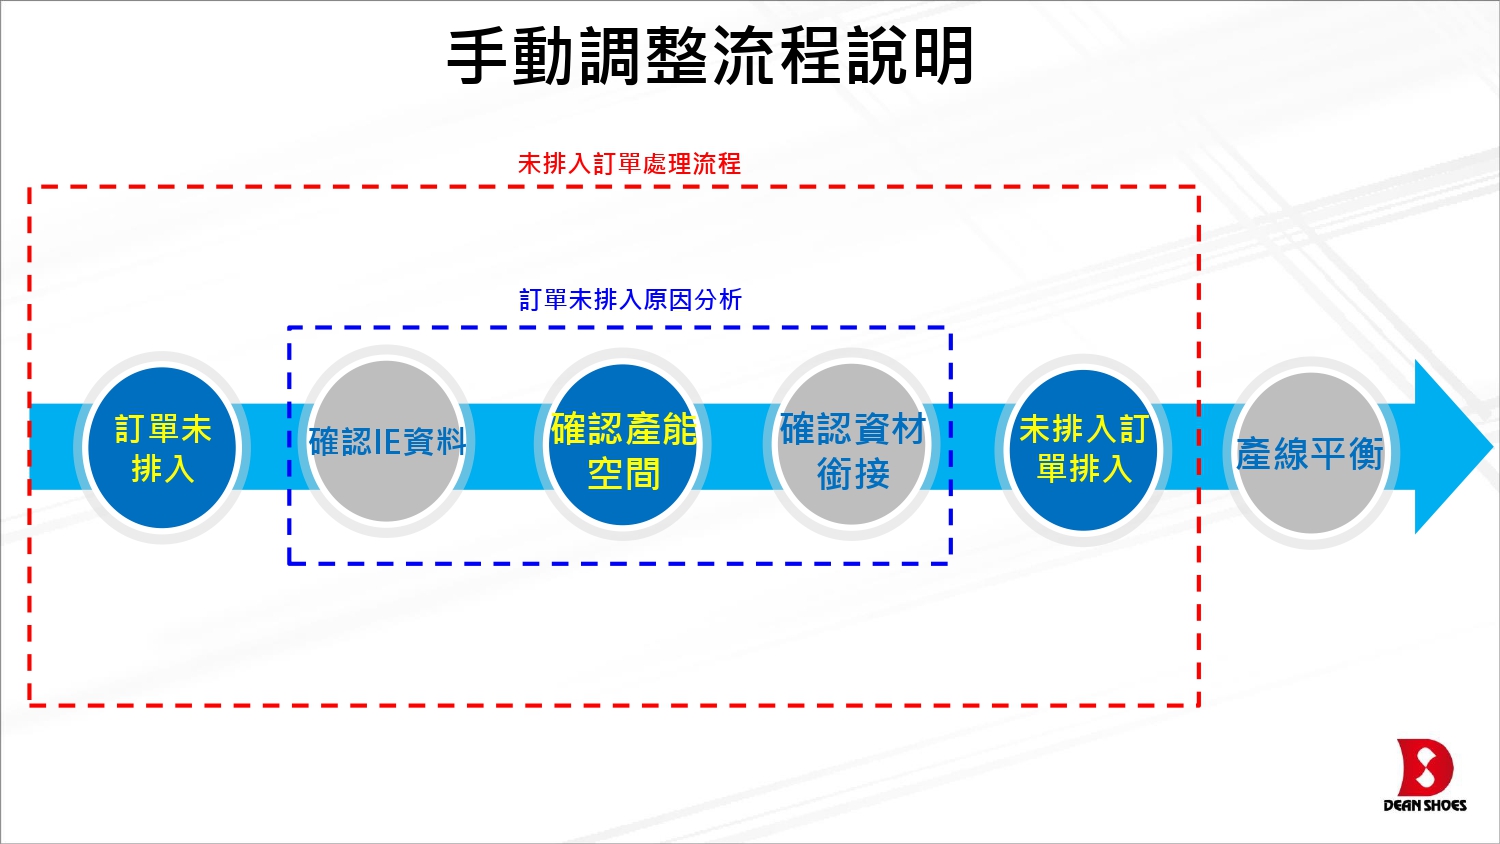 手動調整流程說明
未排入訂單處理流程
訂單未排入原因分析
訂單未
排入
確認IE資料
確認產能
空間
確認資材
銜接
未排入訂
單排入
產線平衡
DEAN SHOES